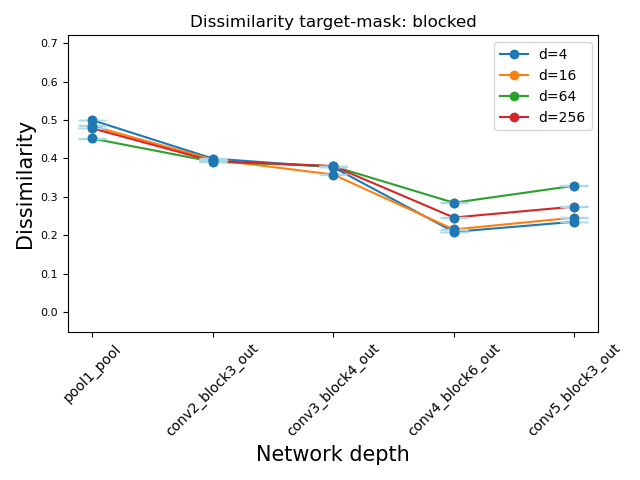 Dissimilarity target-mask: blocked
0.7
0.6
0.5
0.4
0.3
0.2
0.1
0.0
Dissimilarity
d=4
d=16
d=64
d=256
pool1_pool
conv2_block3_out
conv3_block4_out
conv4_block6_out
conv5_block3_out
Network depth